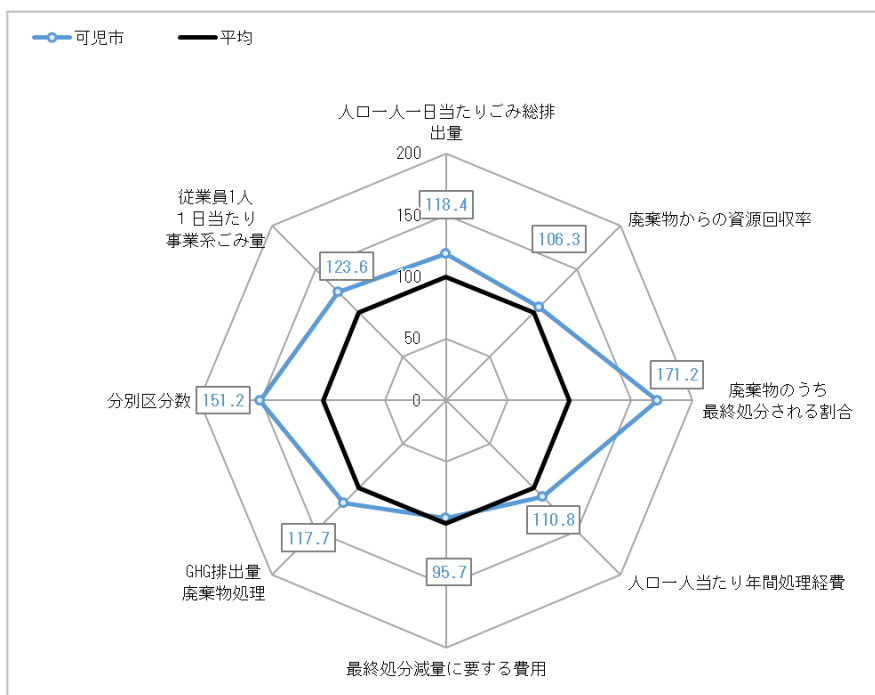 可児市
平均
人口一人一日当たりごみ総排
出量
200
118.4
150
従業員1人
１日当たり
事業系ごみ量
廃棄物からの資源回収率
106.3
123.6
100
50
171.2
分別区分数
151.2
0
廃棄物のうち
最終処分される割合
110.8
117.7
95.7
GHG排出量
廃棄物処理
人口一人当たり年間処理経費
最終処分減量に要する費用